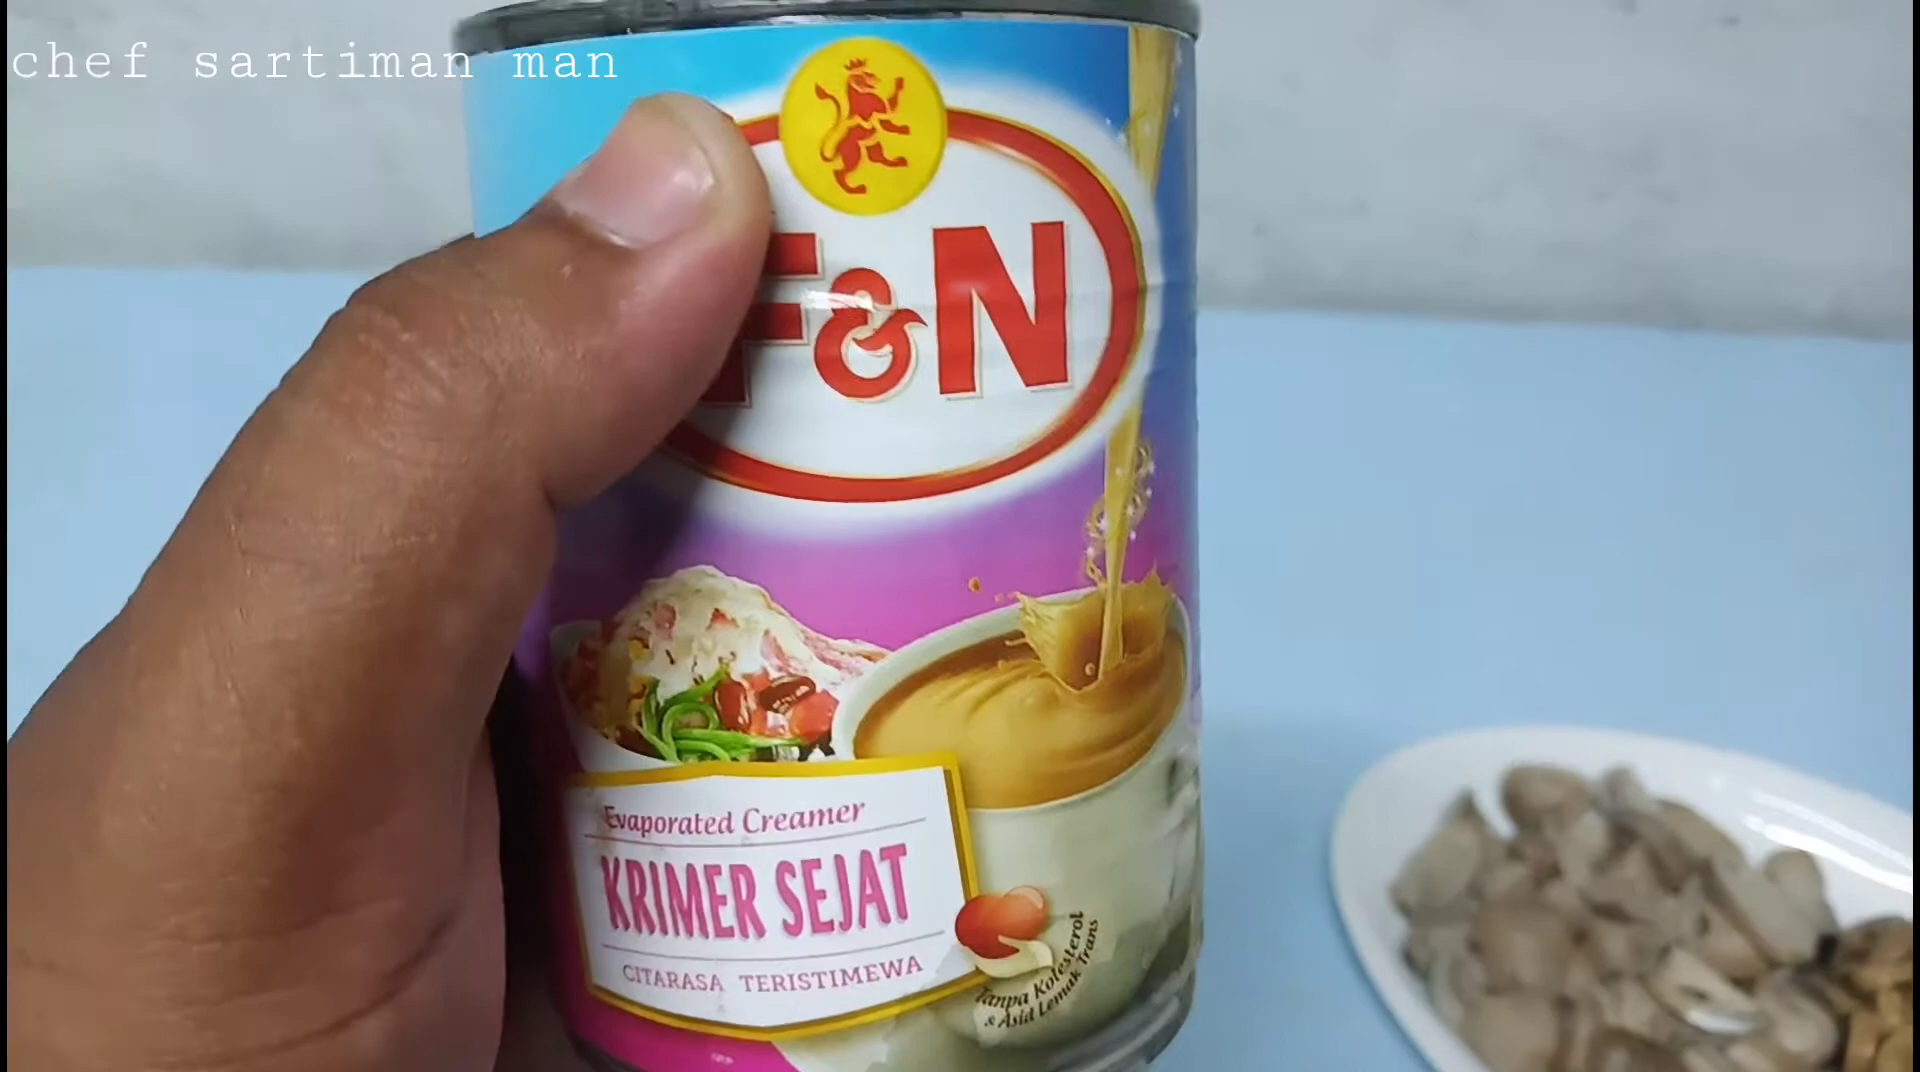 chef sartiman man
F&N
Evaporated Creamer
KRIMER SEJAT
CITARASA TERISTIMEWA
Tanpa Kolesterol
& Asid Lemak Trans